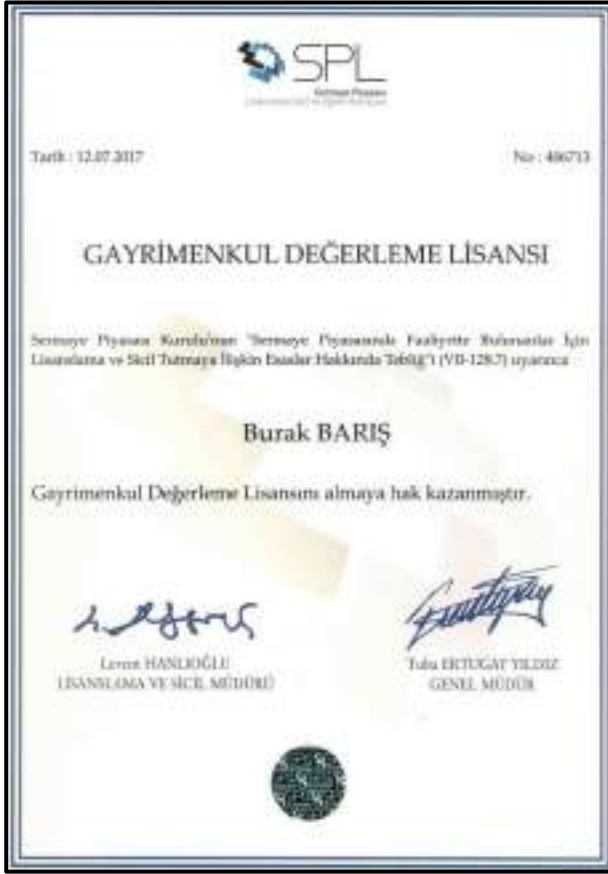 SPL
Sermaye Piyasası
Tarih : 12.07.2017
No : 406713
GAYRİMENKUL DEĞERLEME LİSANSI
Sermaye Piyasası Kurulu'nun "Sermaye Piyasasında Faaliyette Bulunanlar İçin
Lisanslama ve Sicil Tutmaya İlişkin Esaslar Hakkında Tebliğ"i (VII-128.7) uyarınca
Burak BARIŞ
Gayrimenkul Değerleme Lisansını almaya hak kazanmıştır.
Levent HANLIOĞLU
LİSANSLAMA VE SİCİL MÜDÜRÜ
Tuba ERTUGAY YILDIZ
GENEL MÜDÜR